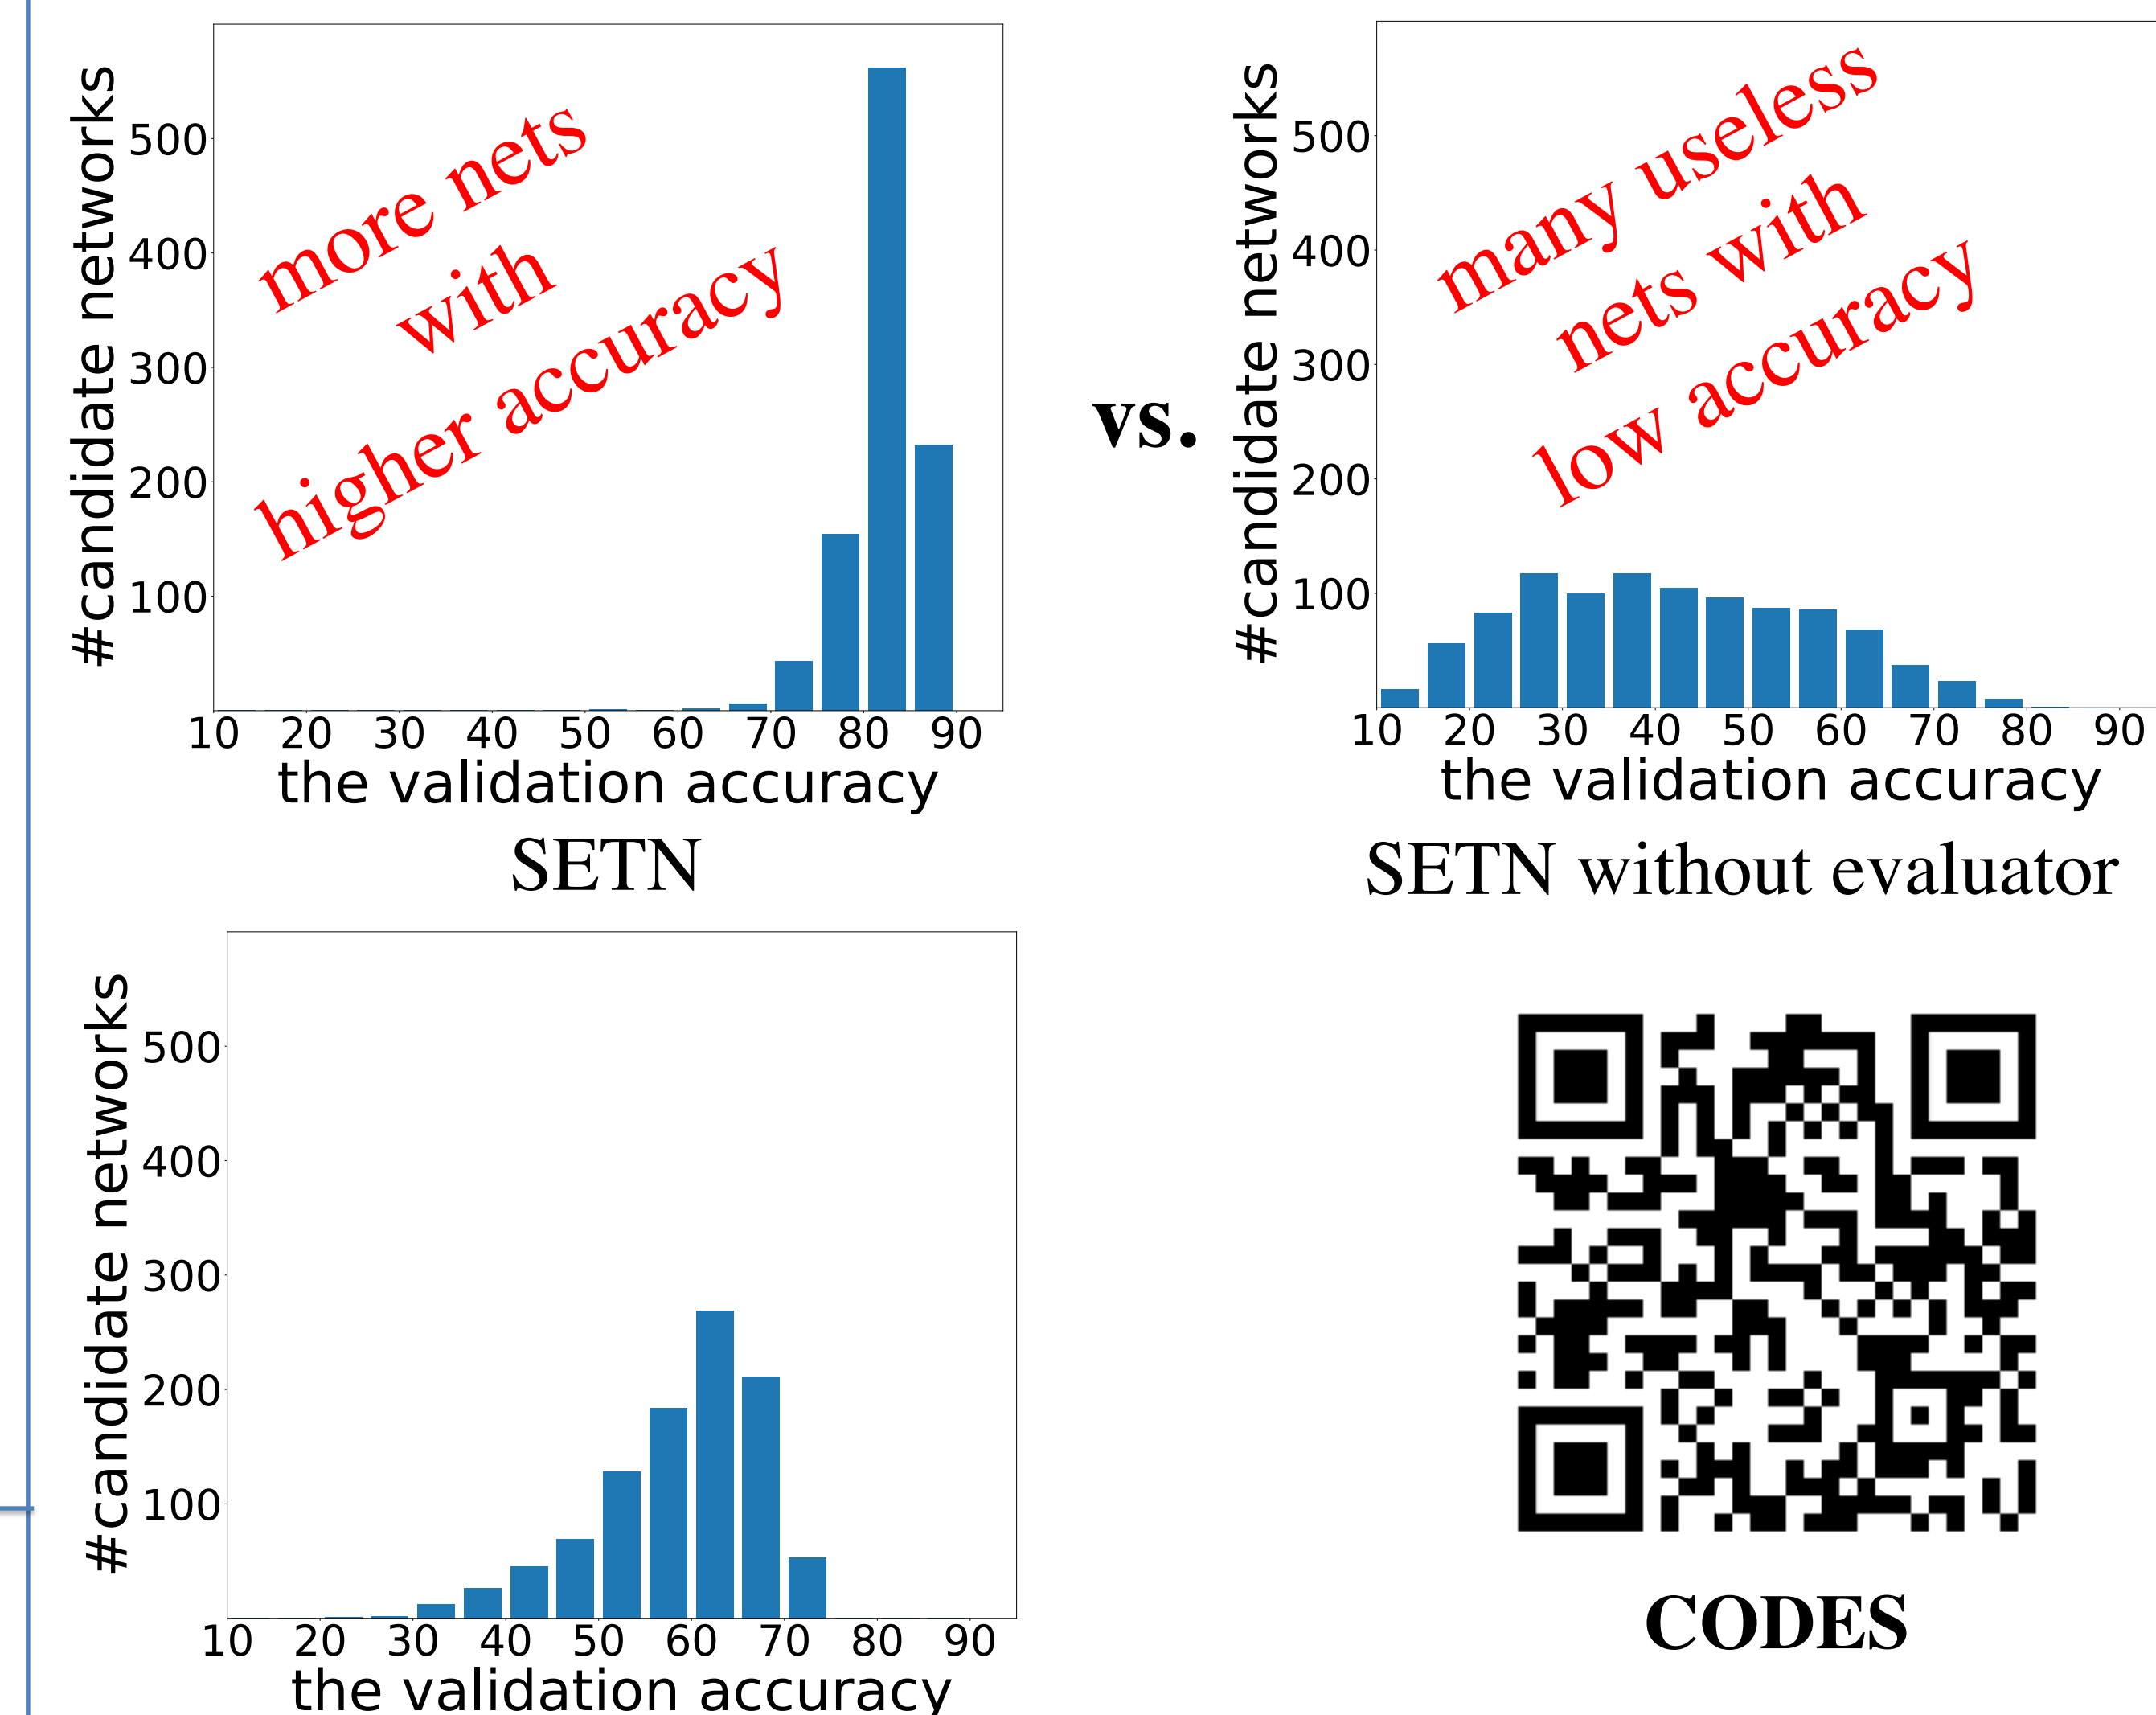 #candidate networks
500
400
300
200
100
more nets
with
higher accuracy
10 20 30 40 50 60 70 80 90
the validation accuracy
SETN
vs.
#candidate networks
500
400
300
200
100
many useless
nets with
low accuracy
10 20 30 40 50 60 70 80 90
the validation accuracy
SETN without evaluator
#candidate networks
500
400
300
200
100
10 20 30 40 50 60 70 80 90
the validation accuracy
CODES